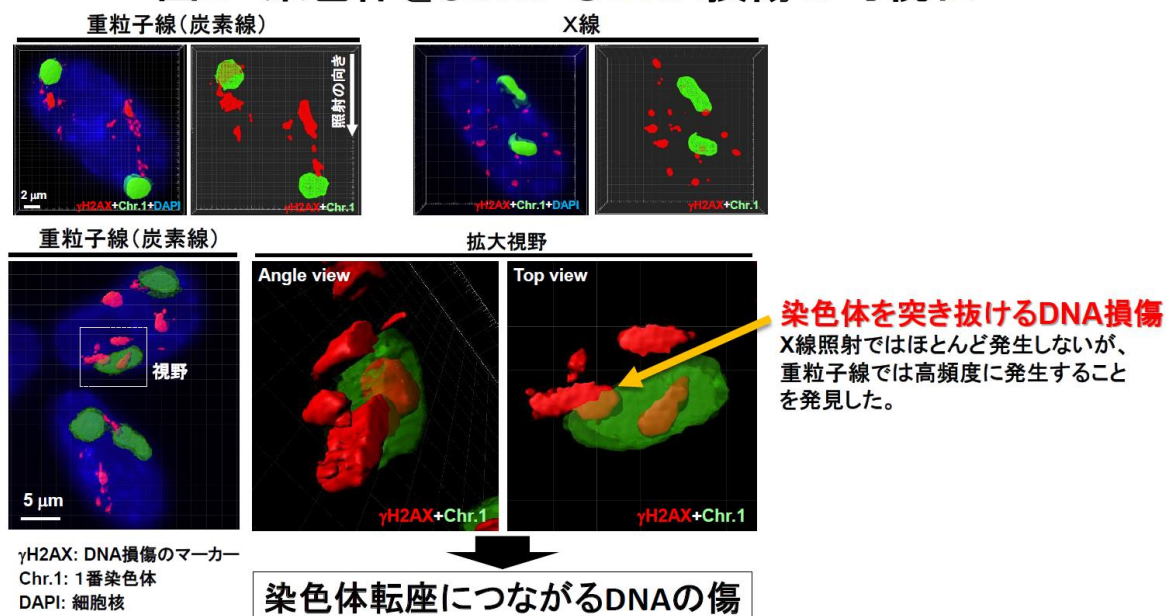 重粒子線(炭素線)
X線
照射の向き
2 μm
γH2AX+Chr.1+DAPI
γH2AX+Chr.1
γH2AX+Chr.1+DAPI
γH2AX+Chr.1
重粒子線(炭素線)
拡大視野
視野
5 μm
Angle view
γH2AX+Chr.1
Top view
γH2AX+Chr.1
染色体を突き抜けるDNA損傷
X線照射ではほとんど発生しないが、
重粒子線では高頻度に発生すること
を発見した。
γH2AX: DNA損傷のマーカー
Chr.1: 1番染色体
DAPI: 細胞核
染色体転座につながるDNAの傷